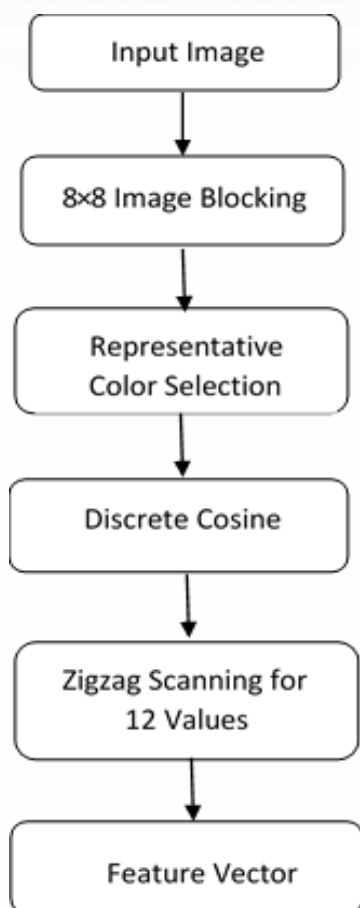 Input Image
8×8 Image Blocking
Representative
Color Selection
Discrete Cosine
Zigzag Scanning for
12 Values
Feature Vector